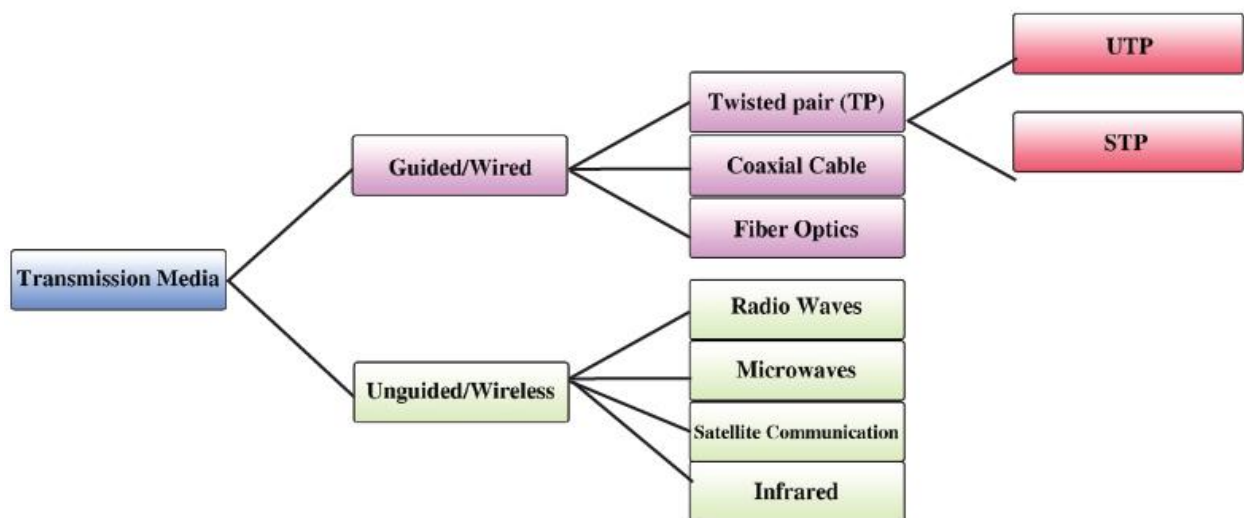 UTP
Twisted pair (TP)
STP
Guided/Wired
Coaxial Cable
Fiber Optics
Transmission Media
Radio Waves
Microwaves
Unguided/Wireless
Satellite Communication
Infrared